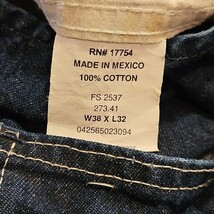 RN# 17754
MADE IN MEXICO
100% COTTON
FS 2537
273.41
W38 X L32
042565023094